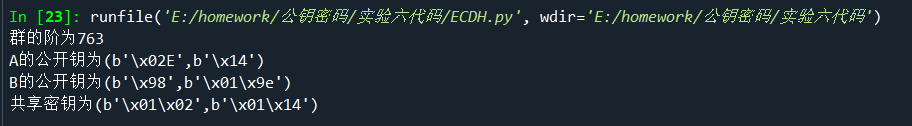 In [23]: runfile('E:/homework/公钥密码/实验六代码/ECDH.py', wdir='E:/homework/公钥密码/实验六代码')
群的阶为763
A的公开钥为(b'\x02E',b'\x14')
B的公开钥为(b'\x98',b'\x01\x9e')
共享密钥为(b'\x01\x02',b'\x01\x14')